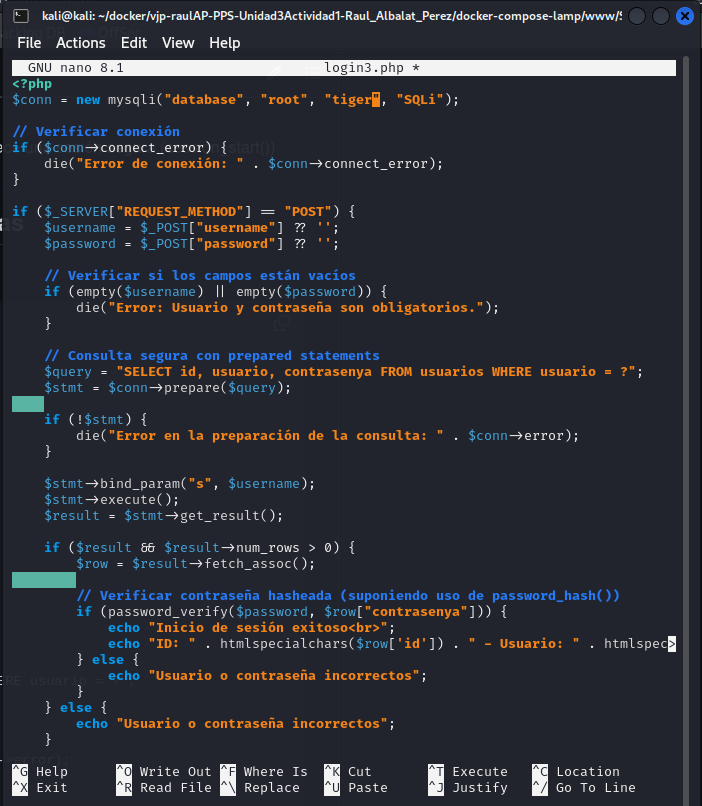 kali@kali: ~/docker/vjp-raulAP-PPS-Unidad3Actividad1-Raul_Albalat_Perez/docker-compose-lamp/www/S
File Actions Edit View Help
GNU nano 8.1 login3.php *
<?php
$conn = new mysqli("database", "root", "tiger", "SQLi");
// Verificar conexión
if ($conn->connect_error) {
die("Error de conexión: " . $conn->connect_error);
}
if ($_SERVER["REQUEST_METHOD"] == "POST") {
$username = $_POST["username"] ?? '';
$password = $_POST["password"] ?? '';
// Verificar si los campos están vacíos
if (empty($username) || empty($password)) {
die("Error: Usuario y contraseña son obligatorios.");
}
// Consulta segura con prepared statements
$query = "SELECT id, usuario, contrasenya FROM usuarios WHERE usuario = ?";
$stmt = $conn->prepare($query);
if (!$stmt) {
die("Error en la preparación de la consulta: " . $conn->error);
}
$stmt->bind_param("s", $username);
$stmt->execute();
$result = $stmt->get_result();
if ($result && $result->num_rows > 0) {
$row = $result->fetch_assoc();
// Verificar contraseña hasheada (suponiendo uso de password_hash())
if (password_verify($password, $row["contrasenya"])) {
echo "Inicio de sesión exitoso<br>";
echo "ID: " . htmlspecialchars($row['id']) . " - Usuario: " . htmlspec>
} else {
echo "Usuario o contraseña incorrectos";
}
} else {
echo "Usuario o contraseña incorrectos";
}
^G Help ^O Write Out ^F Where Is ^K Cut ^T Execute ^C Location
^X Exit ^R Read File ^\ Replace ^U Paste ^J Justify ^/ Go To Line